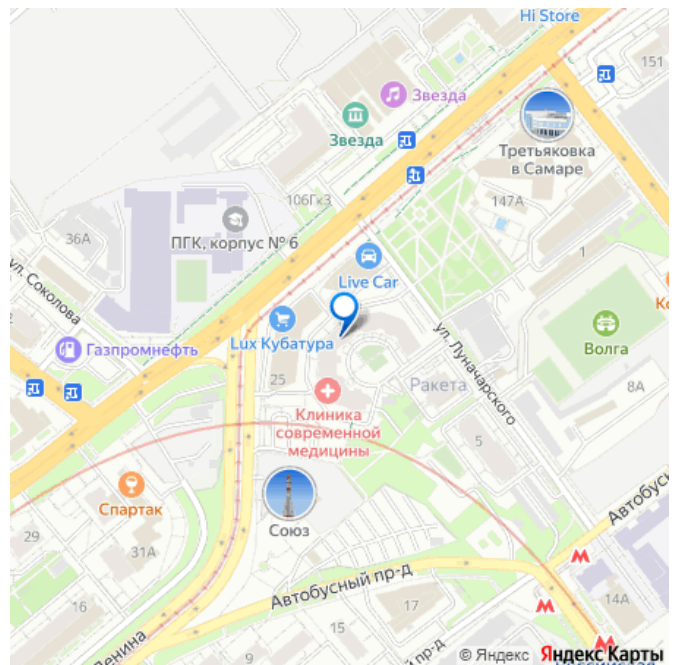 Hi Store
151
Звезда
Звезда
Третьяковка
в Самаре
106Гк3
147А
36А
ПГК, корпус № 6
ул. Соколова
1
Live Car
Lux Кубатура
Газпромнефть
Волга
ул. Луначарского
25
Ракета
8А
Клиника
современной
медицины
5
Спартак
Союз
29
31А
Автобусный пр-д
16
17
14А
15
9
Ленина
© Яндекс Яндекс Карты